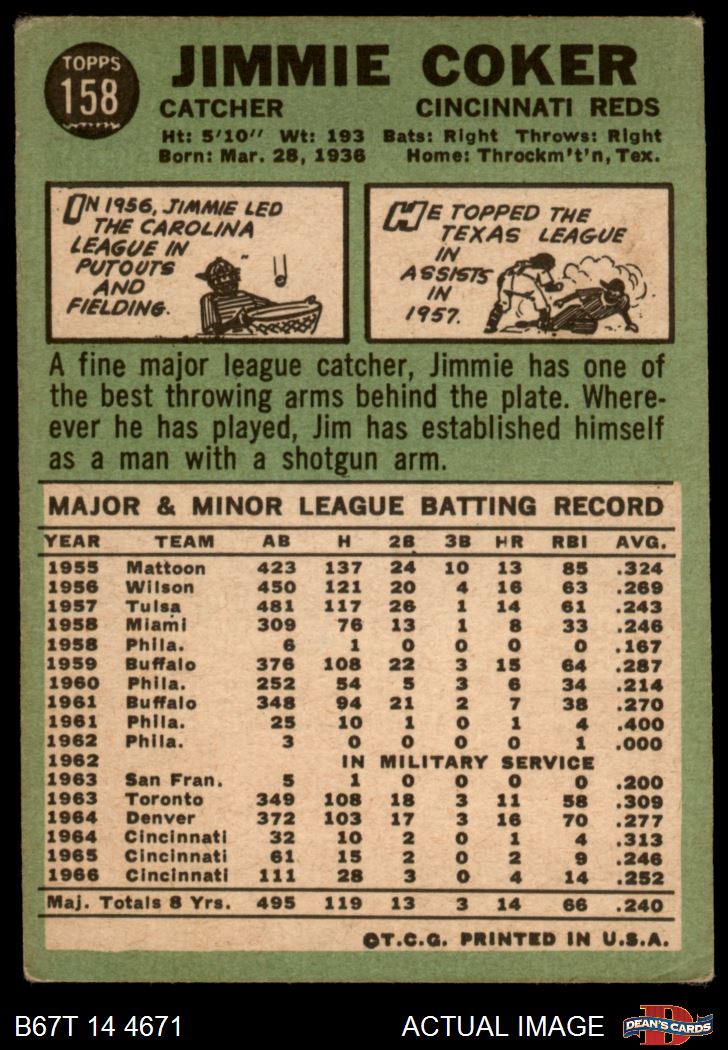 TOPPS
158
JIMMIE COKER
CATCHER CINCINNATI REDS
Ht: 5'10" Wt: 193 Bats: Right Throws: Right
Born: Mar. 28, 1936 Home: Throckm't'n, Tex.
ON 1956, JIMMIE LED
THE CAROLINA
LEAGUE IN
PUTOUTS
AND
FIELDING.
HE TOPPED THE
TEXAS LEAGUE
IN
ASSISTS
IN
1957.
A fine major league catcher, Jimmie has one of
the best throwing arms behind the plate. Where-
ever he has played, Jim has established himself
as a man with a shotgun arm.
MAJOR & MINOR LEAGUE BATTING RECORD
YEAR TEAM AB H 2B 3B HR RBI AVG.
1955 Mattoon 423 137 24 10 13 85 .324
1956 Wilson 450 121 20 4 16 63 .269
1957 Tulsa 481 117 26 1 14 61 .243
1958 Miami 309 76 13 1 8 33 .246
1958 Phila. 6 1 0 0 0 0 .167
1959 Buffalo 376 108 22 3 15 64 .287
1960 Phila. 252 54 5 3 6 34 .214
1961 Buffalo 348 94 21 2 7 38 .270
1961 Phila. 25 10 1 0 1 4 .400
1962 Phila. 3 0 0 0 0 1 .000
1962 IN MILITARY SERVICE
1963 San Fran. 5 1 0 0 0 0 .200
1963 Toronto 349 108 18 3 11 58 .309
1964 Denver 372 103 17 3 16 70 .277
1964 Cincinnati 32 10 2 0 1 4 .313
1965 Cincinnati 61 15 2 0 2 9 .246
1966 Cincinnati 111 28 3 0 4 14 .252
Maj. Totals 8 Yrs. 495 119 13 3 14 66 .240
©T.C.G. PRINTED IN U.S.A.
B67T 14 4671 ACTUAL IMAGE D DEAN'S CARDS